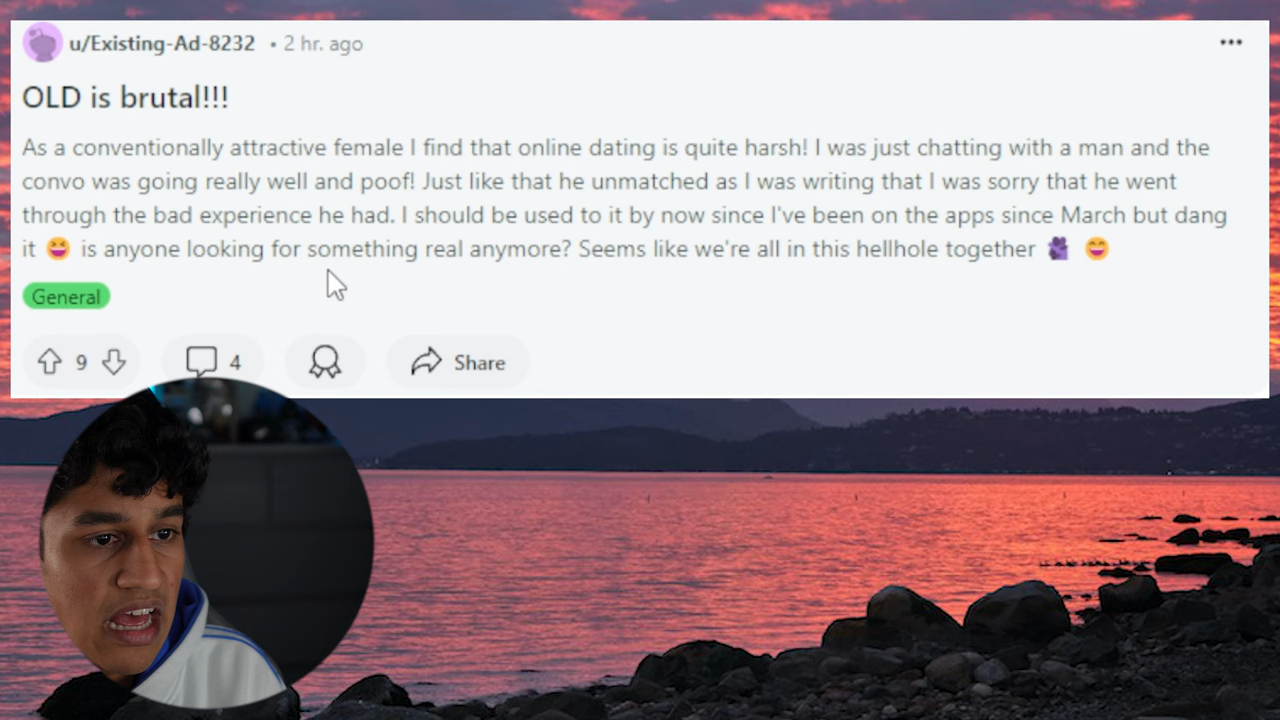 u/Existing-Ad-8232 • 2 hr. ago
OLD is brutal!!!
As a conventionally attractive female I find that online dating is quite harsh! I was just chatting with a man and the
convo was going really well and poof! Just like that he unmatched as I was writing that I was sorry that he went
through the bad experience he had. I should be used to it by now since I've been on the apps since March but dang
it 😆 is anyone looking for something real anymore? Seems like we're all in this hellhole together 🫂 😄
General
9 4 Share